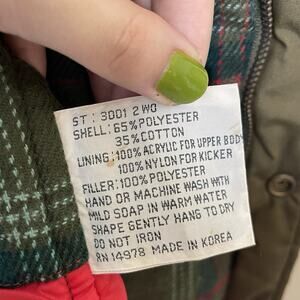 ST: 3001 2 WO
SHELL: 65% POLYESTER
35% COTTON
LINING: 100% ACRYLIC FOR UPPER BODY
100% NYLON FOR KICKER
FILLER: 100% POLYESTER
HAND OR MACHINE WASH WITH
MILD SOAP IN WARM WATER
SHAPE GENTLY HANG TO DRY
DO NOT IRON
RN 14978 MADE IN KOREA